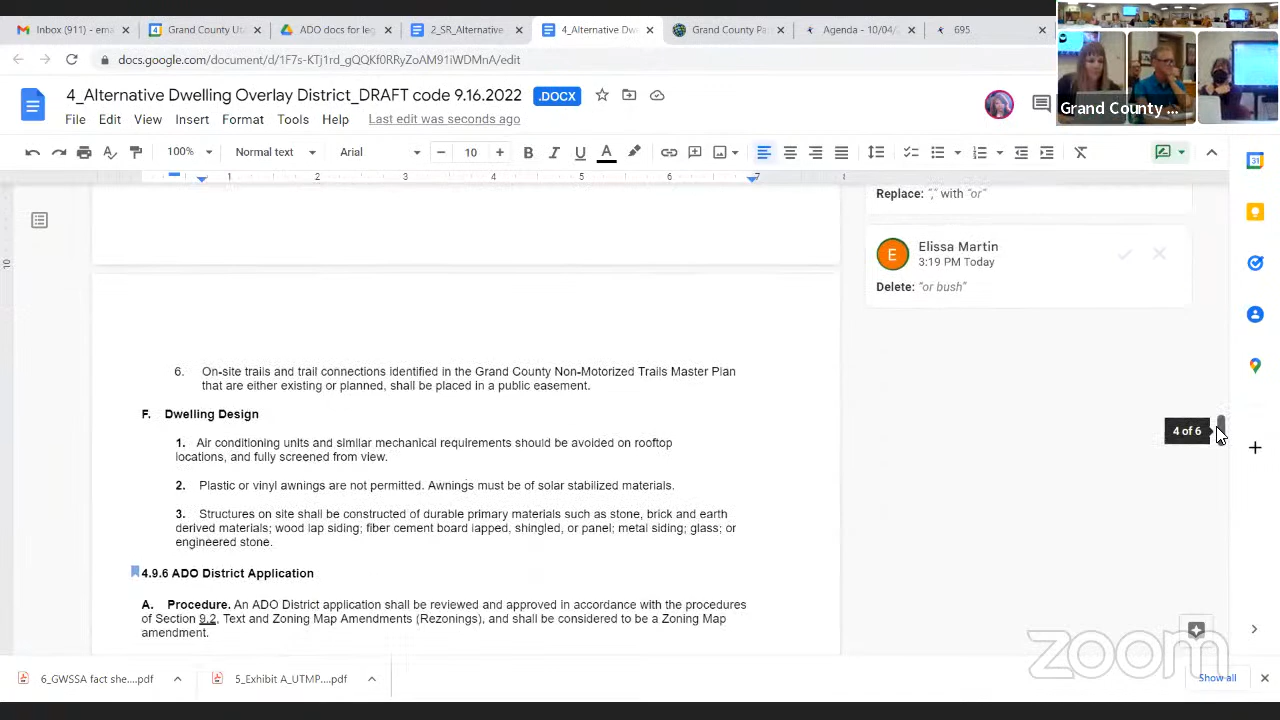 Inbox (911) - em
Grand County Ut
ADO docs fo
2_SR_Alternative
4_Alternative Dw
Grand County Pa
Agenda - 10/04/
695
docs.google.com/document/d/1F7s-KTj1rd_gQQKf0RRyZoAM91iWDMnA/edit
4_Alternative Dwelling Overlay District_DRAFT code 9.16.2022
.DOCX
Grand County ...
File Edit View Insert Format Tools Help Last edit was seconds ago
100% Normal text Arial 10
1 2 3 4 5 6 7 8
10
Replace: "," with "or"
E
Elissa Martin
3:19 PM Today
Delete: "or bush"
6. On-site trails and trail connections identified in the Grand County Non-Motorized Trails Master Plan
that are either existing or planned, shall be placed in a public easement.
F. Dwelling Design
4 of 6
1. Air conditioning units and similar mechanical requirements should be avoided on rooftop
locations, and fully screened from view.
2. Plastic or vinyl awnings are not permitted. Awnings must be of solar stabilized materials.
3. Structures on site shall be constructed of durable primary materials such as stone, brick and earth
derived materials; wood lap siding; fiber cement board lapped, shingled, or panel; metal siding; glass; or
engineered stone.
4.9.6 ADO District Application
A. Procedure. An ADO District application shall be reviewed and approved in accordance with the procedures
of Section 9.2, Text and Zoning Map Amendments (Rezonings), and shall be considered to be a Zoning Map
amendment.
zoom
6_GWSSA fact she....pdf
5_Exhibit A_UTMP....pdf
Show all